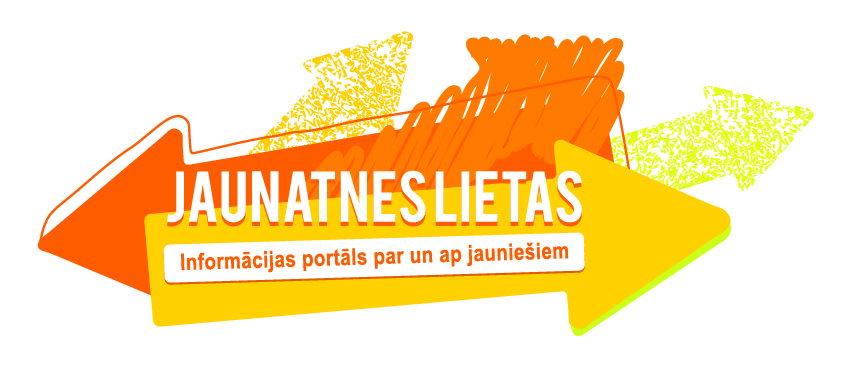 JAUNATNES LIETAS
Informācijas portāls par un ap jauniešiem